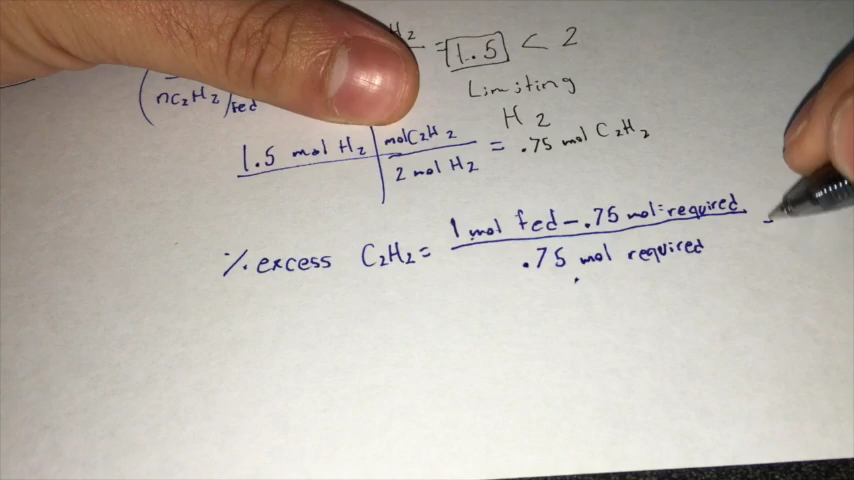 H2 = 1.5 < 2
nC2H2)fed
Limiting
H2
1.5 mol H2 | mol C2H2 / 2 mol H2 = .75 mol C2H2
% excess C2H2 = 1 mol fed - .75 mol required / .75 mol required